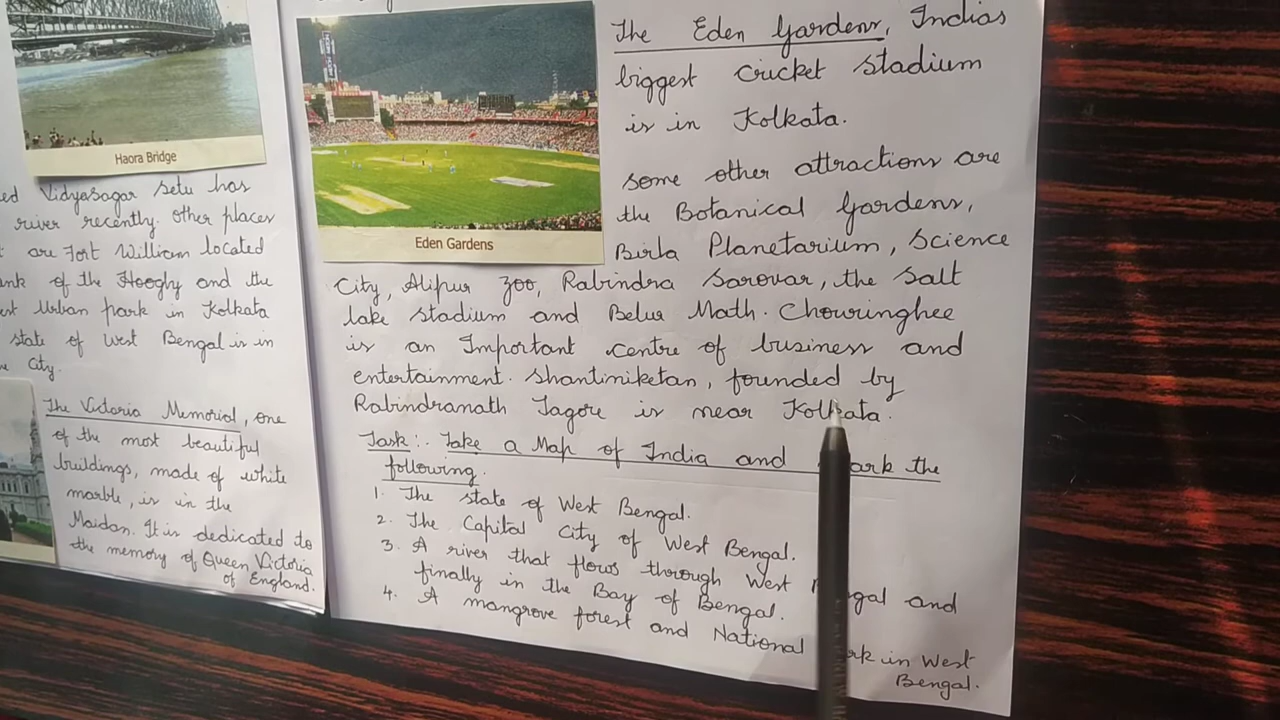 Haora Bridge
ed Vidyasagar Setu has
river recently. Other places
are Fort William located
ank of the Hoogly and the
Urban park in Kolkata
state of West Bengal is in
City.
The Victoria Memorial, one
of the most beautiful
buildings, made of white
marble, is in the
Maidan. It is dedicated to
the memory of Queen Victoria
of England.
Eden Gardens
The Eden Gardens, Indias
biggest cricket stadium
is in Kolkata.
Some other attractions are
the Botanical Gardens,
Birla Planetarium, Science
City, Alipur zoo, Rabindra Sarovar, the Salt
lake stadium and Belur Math. Chowringhee
is an Important centre of business and
entertainment. Shantiniketan, founded by
Rabindranath Tagore is near Kolkata.
Task:- Take a Map of India and ark the
following.
1. The state of West Bengal.
2. The Capital City of West Bengal.
3. A river that flows through West gal and
finally in the Bay of Bengal.
4. A mangrove forest and National ark in West
Bengal.